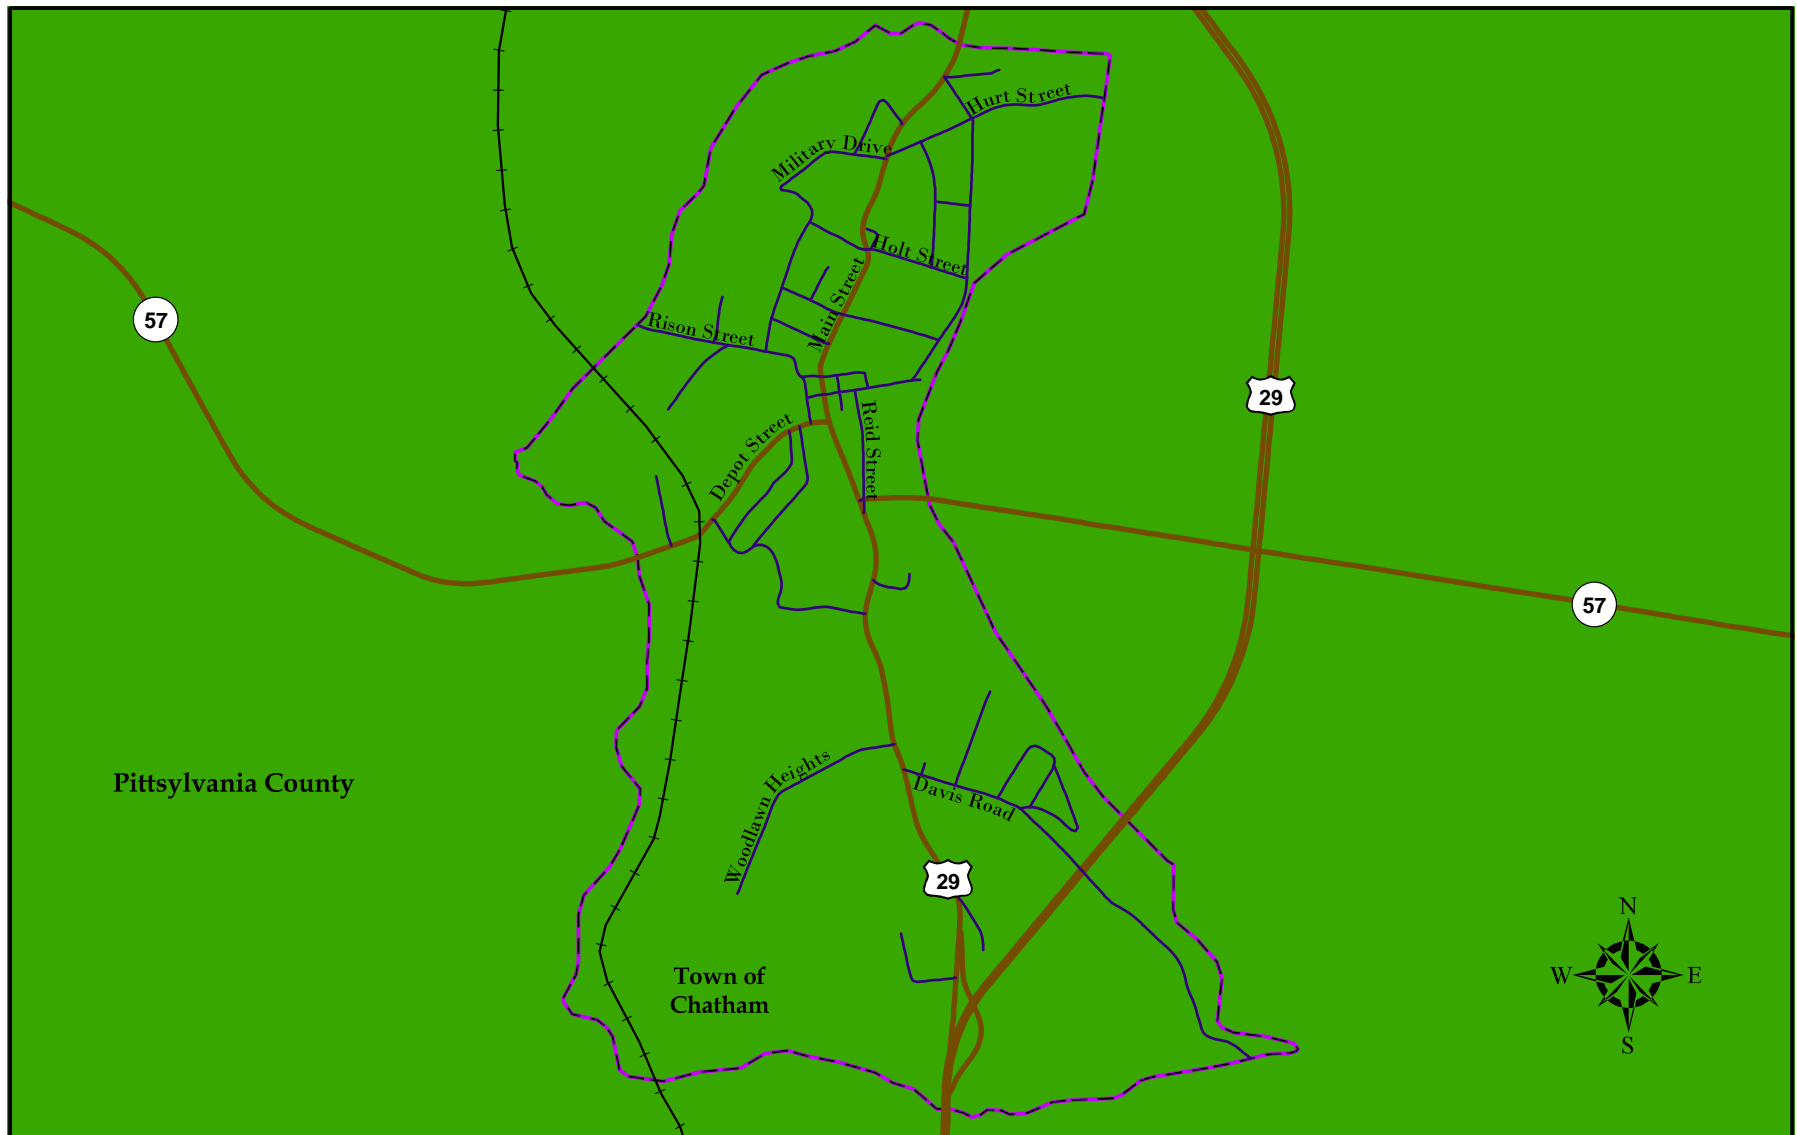 Hurt Street
Military Drive
Holt Street
Main Street
57
Rison Street
29
Reid Street
Depot Street
57
Pittsylvania County
Woodlawn Heights
Davis Road
29
Town of
Chatham
N
W
E
S